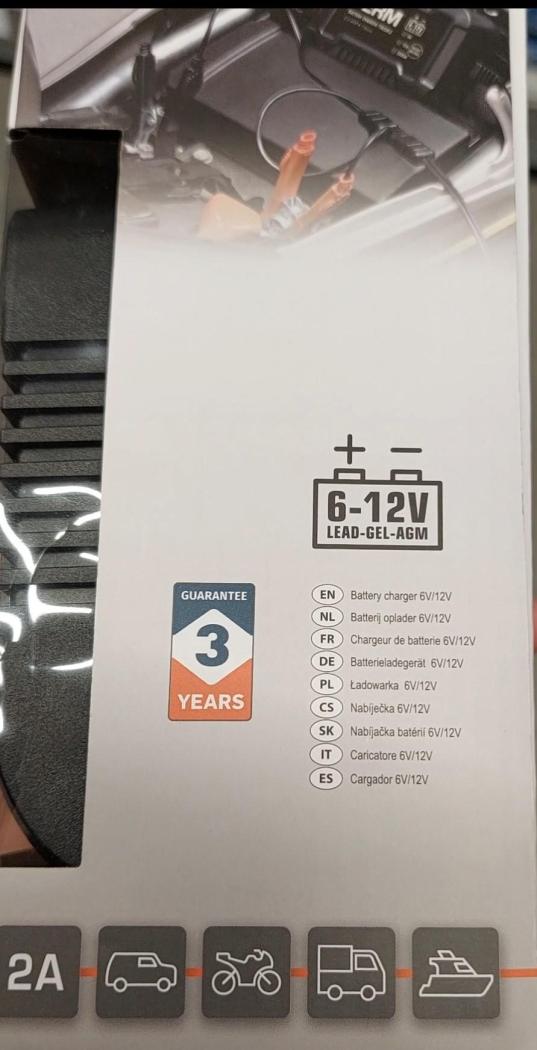 ERM
+ -
6-12V
LEAD-GEL-AGM
GUARANTEE
3
YEARS
EN Battery charger 6V/12V
NL Batterij oplader 6V/12V
FR Chargeur de batterie 6V/12V
DE Batterieladegerät 6V/12V
PL Ładowarka 6V/12V
CS Nabíječka 6V/12V
SK Nabíjačka batérií 6V/12V
IT Caricatore 6V/12V
ES Cargador 6V/12V
2A